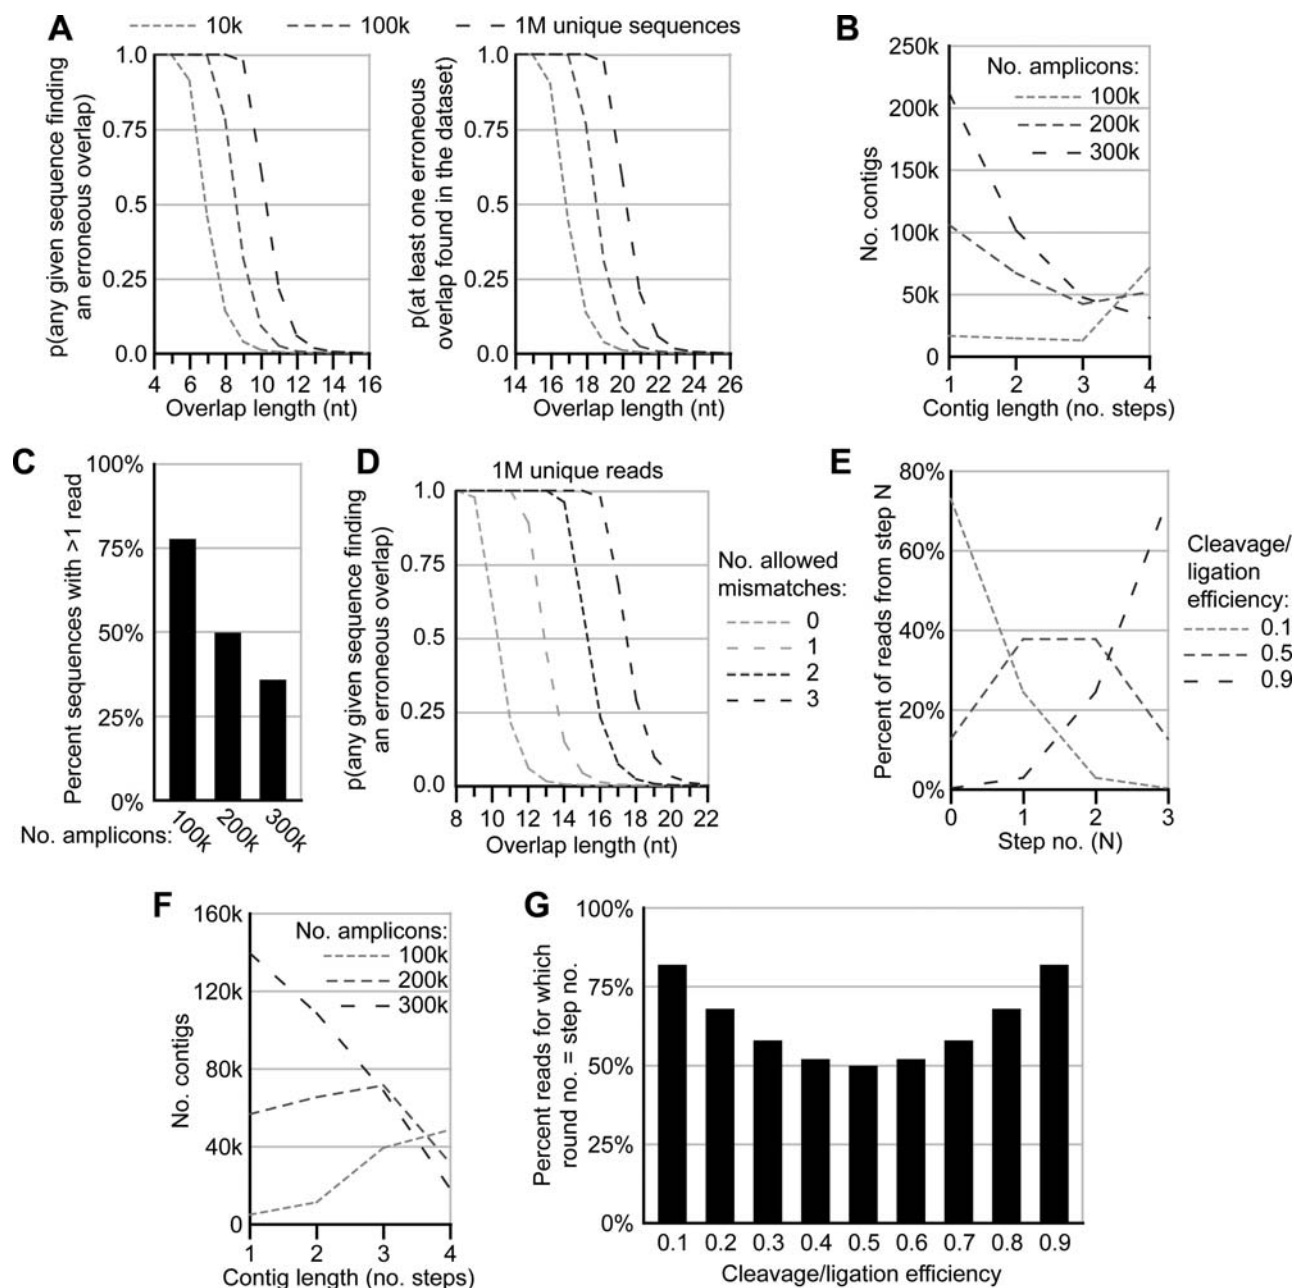 A
10k
100k
1M unique sequences
p(any given sequence finding
an erroneous overlap)
1.0
0.75
0.5
0.25
0.0
4 6 8 10 12 14 16
Overlap length (nt)
p(at least one erroneous
overlap found in the dataset)
1.0
0.75
0.5
0.25
0.0
14 16 18 20 22 24 26
Overlap length (nt)
B
No. contigs
250k
200k
150k
100k
50k
0
No. amplicons:
100k
200k
300k
1 2 3 4
Contig length (no. steps)
C
Percent sequences with >1 read
100%
75%
50%
25%
0%
No. amplicons:
100k 200k 300k
D
1M unique reads
p(any given sequence finding
an erroneous overlap)
1.0
0.75
0.5
0.25
0.0
8 10 12 14 16 18 20 22
Overlap length (nt)
No. allowed
mismatches:
0
1
2
3
E
Percent of reads from step N
80%
60%
40%
20%
0%
0 1 2 3
Step no. (N)
Cleavage/
ligation
efficiency:
0.1
0.5
0.9
F
No. contigs
160k
120k
80k
40k
0
No. amplicons:
100k
200k
300k
1 2 3 4
Contig length (no. steps)
G
Percent reads for which
round no. = step no.
100%
75%
50%
25%
0%
0.1 0.2 0.3 0.4 0.5 0.6 0.7 0.8 0.9
Cleavage/ligation efficiency